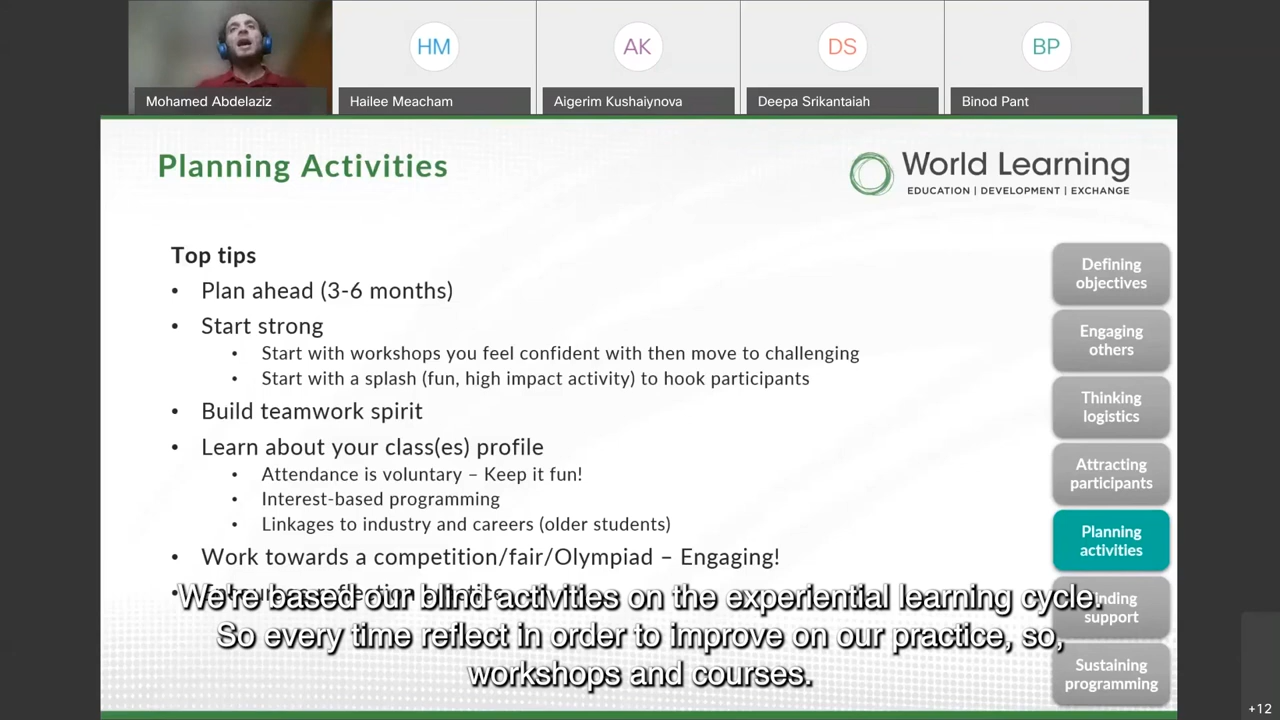 HM
AK
DS
BP
Mohamed Abdelaziz
Hailee Meacham
Aigerim Kushaiynova
Deepa Srikantaiah
Binod Pant
Planning Activities
World Learning
EDUCATION | DEVELOPMENT | EXCHANGE
Top tips
• Plan ahead (3-6 months)
• Start strong
• Start with workshops you feel confident with then move to challenging
• Start with a splash (fun, high impact activity) to hook participants
• Build teamwork spirit
• Learn about your class(es) profile
• Attendance is voluntary – Keep it fun!
• Interest-based programming
• Linkages to industry and careers (older students)
• Work towards a competition/fair/Olympiad – Engaging!
Defining
objectives
Engaging
others
Thinking
logistics
Attracting
participants
Planning
activities
support
Sustaining
programming
We're based our blind activities on the experiential learning cycle.
So every time reflect in order to improve on our practice, so,
workshops and courses.
+12